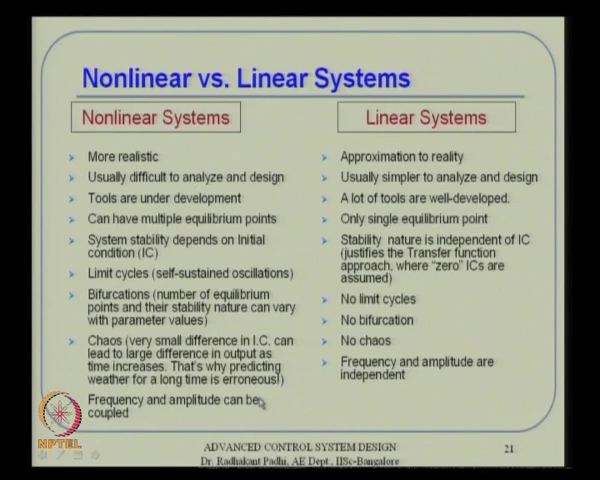 Nonlinear vs. Linear Systems
Nonlinear Systems
More realistic
Usually difficult to analyze and design
Tools are under development
Can have multiple equilibrium points
System stability depends on Initial
condition (IC)
Limit cycles (self-sustained oscillations)
Bifurcations (number of equilibrium
points and their stability nature can vary
with parameter values)
Chaos (very small difference in I.C. can
lead to large difference in output as
time increases. That's why predicting
weather for a long time is erroneous!)
Frequency and amplitude can be
coupled
Linear Systems
Approximation to reality
Usually simpler to analyze and design
A lot of tools are well-developed.
Only single equilibrium point
Stability nature is independent of IC
(justifies the Transfer function
approach, where "zero" ICs are
assumed)
No limit cycles
No bifurcation
No chaos
Frequency and amplitude are
independent
NPTEL
ADVANCED CONTROL SYSTEM DESIGN
Dr. Radhakant Padhi, AE Dept., IISc-Bangalore
21